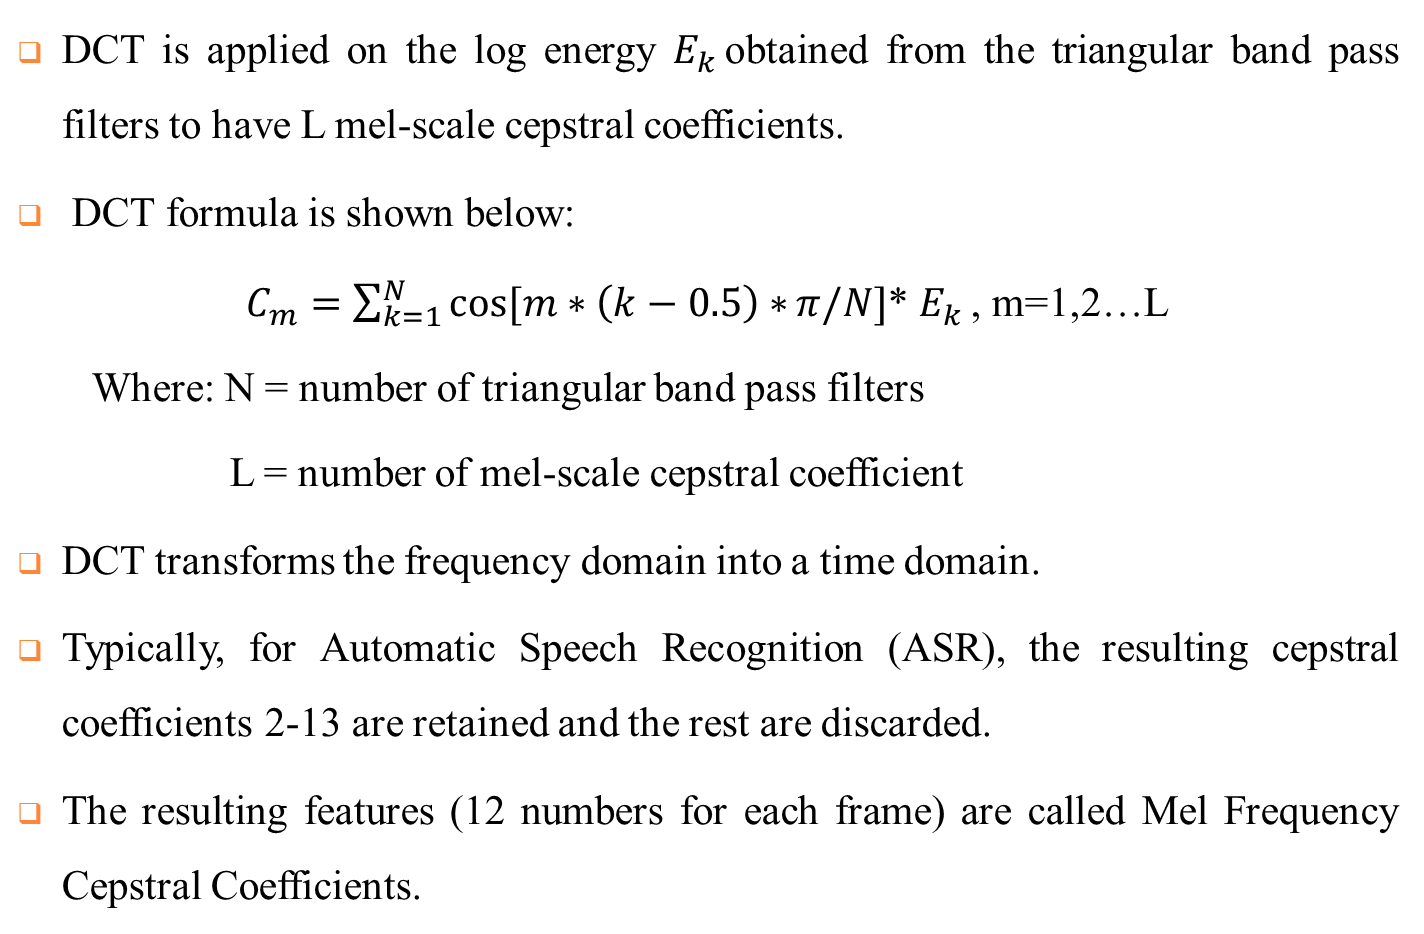 ❑ DCT is applied on the log energy E_k obtained from the triangular band pass
filters to have L mel-scale cepstral coefficients.
❑ DCT formula is shown below:
C_m = ∑_{k=1}^{N} cos[m ∗ (k − 0.5) ∗ π/N]* E_k , m=1,2…L
Where: N = number of triangular band pass filters
L = number of mel-scale cepstral coefficient
❑ DCT transforms the frequency domain into a time domain.
❑ Typically, for Automatic Speech Recognition (ASR), the resulting cepstral
coefficients 2-13 are retained and the rest are discarded.
❑ The resulting features (12 numbers for each frame) are called Mel Frequency
Cepstral Coefficients.